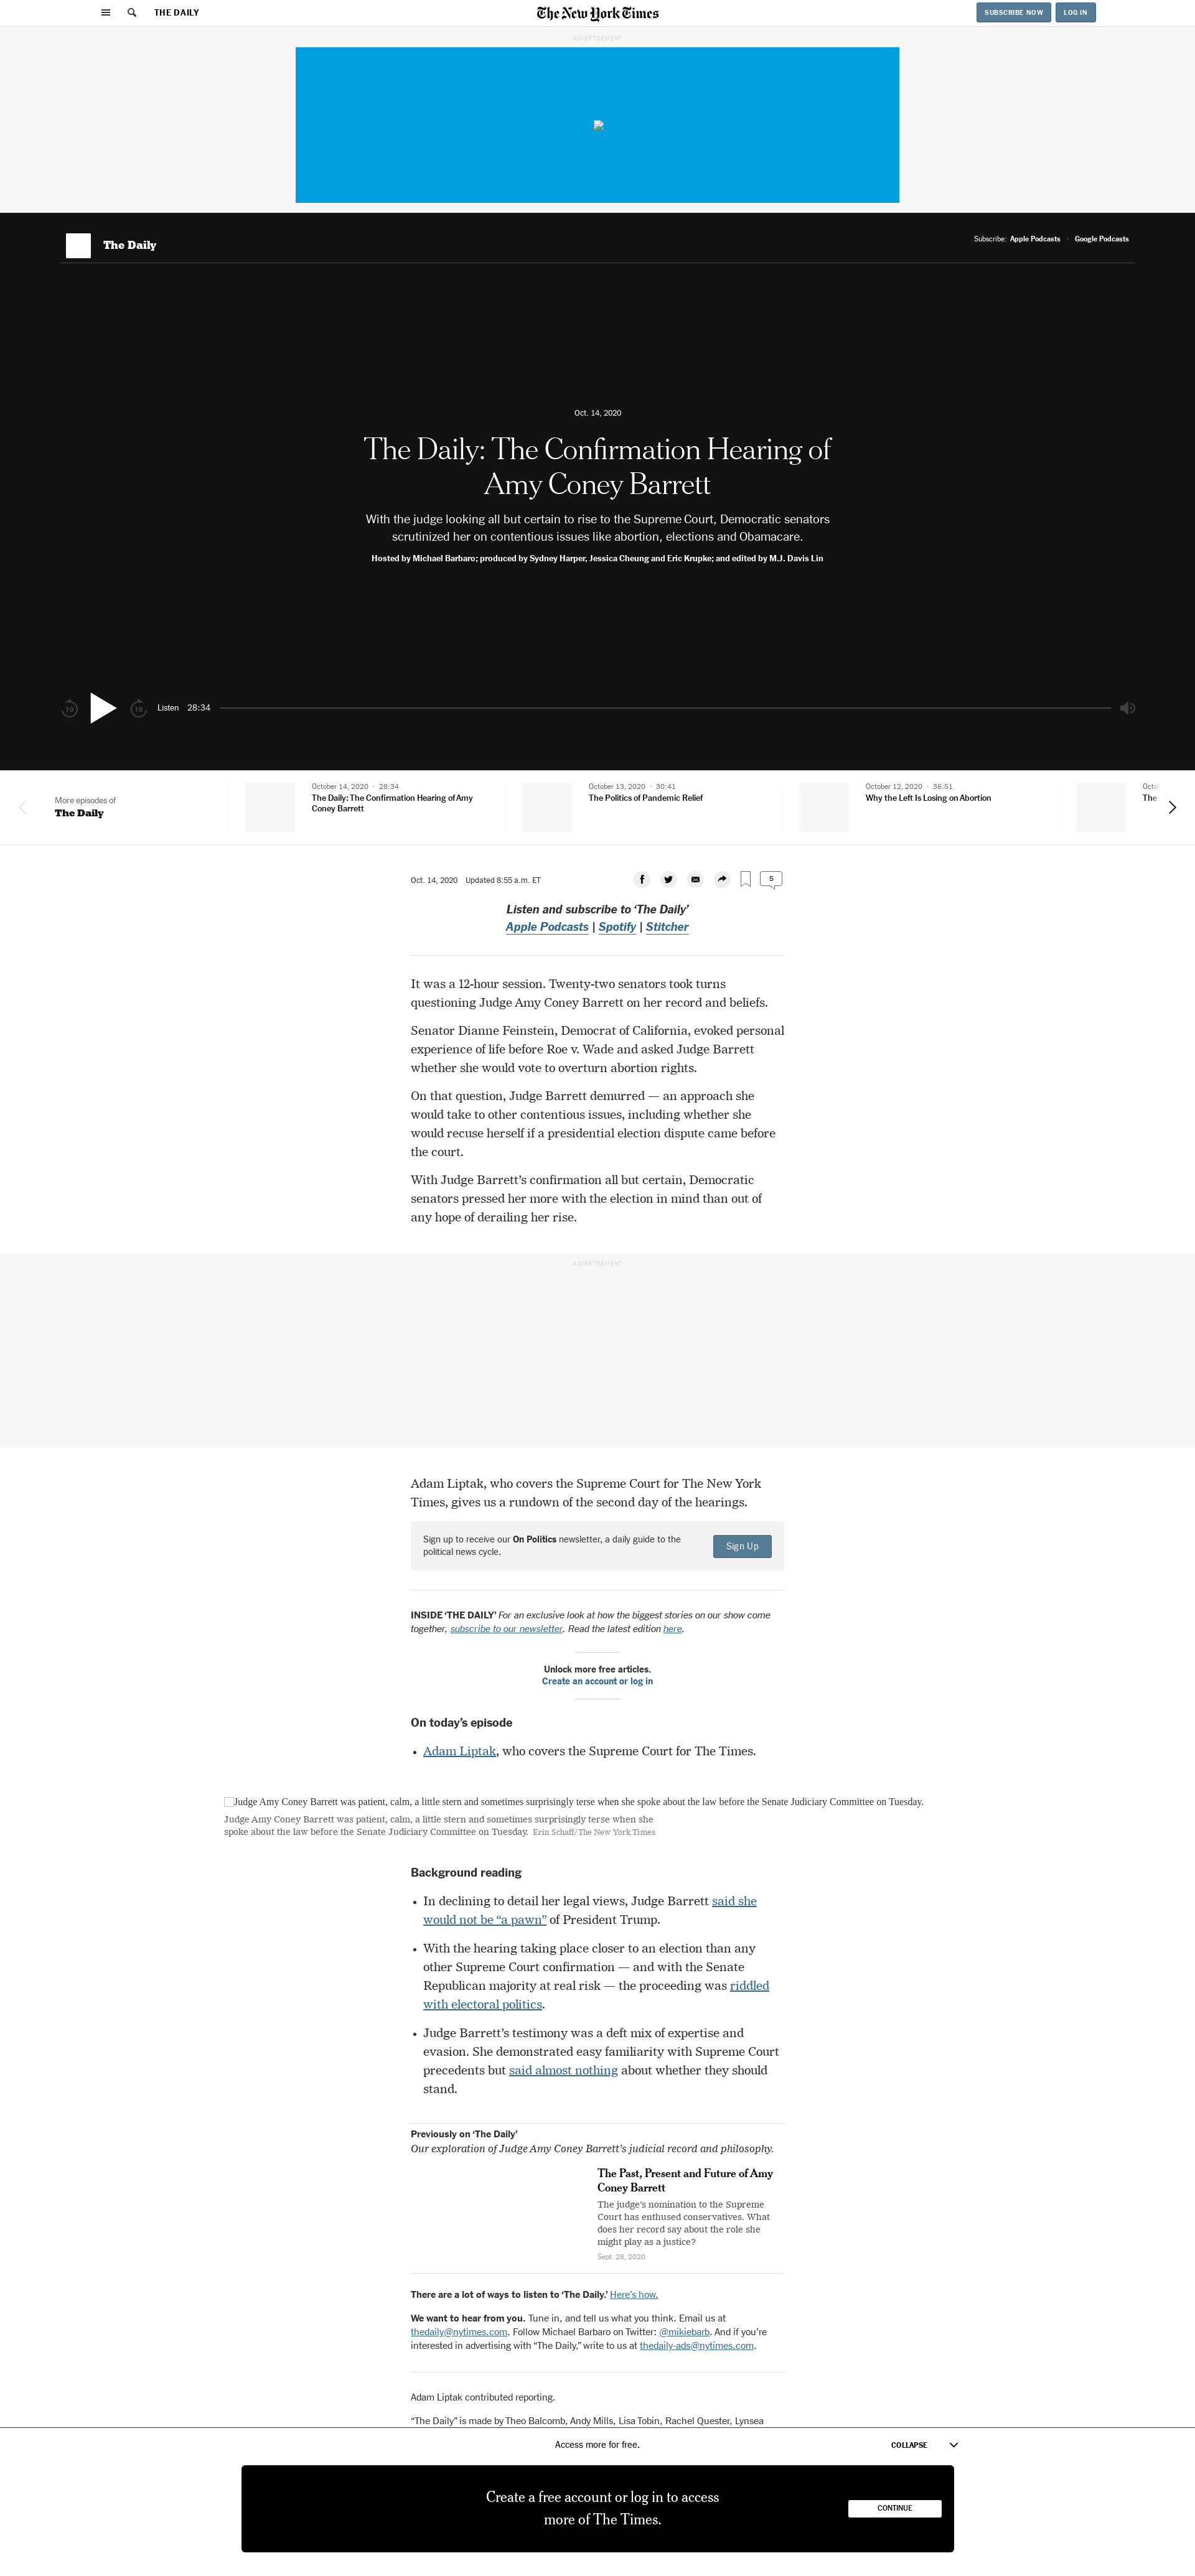 THE DAILY
The New York Times
SUBSCRIBE NOW
LOG IN
ADVERTISEMENT
The Daily
Subscribe: Apple Podcasts
Google Podcasts
Oct. 14, 2020
The Daily: The Confirmation Hearing of
Amy Coney Barrett
With the judge looking all but certain to rise to the Supreme Court, Democratic senators
scrutinized her on contentious issues like abortion, elections and Obamacare.
Hosted by Michael Barbaro; produced by Sydney Harper, Jessica Cheung and Eric Krupke; and edited by M.J. Davis Lin
10
10
Listen 28:34
More episodes of
The Daily
October 14, 2020 • 28:34
The Daily: The Confirmation Hearing of Amy
Coney Barrett
October 13, 2020 • 30:41
The Politics of Pandemic Relief
October 12, 2020 • 36:51
Why the Left Is Losing on Abortion
Octo
The
Oct. 14, 2020 Updated 8:55 a.m. ET
5
Listen and subscribe to ‘The Daily’
Apple Podcasts | Spotify | Stitcher
It was a 12-hour session. Twenty-two senators took turns
questioning Judge Amy Coney Barrett on her record and beliefs.
Senator Dianne Feinstein, Democrat of California, evoked personal
experience of life before Roe v. Wade and asked Judge Barrett
whether she would vote to overturn abortion rights.
On that question, Judge Barrett demurred — an approach she
would take to other contentious issues, including whether she
would recuse herself if a presidential election dispute came before
the court.
With Judge Barrett’s confirmation all but certain, Democratic
senators pressed her more with the election in mind than out of
any hope of derailing her rise.
ADVERTISEMENT
Adam Liptak, who covers the Supreme Court for The New York
Times, gives us a rundown of the second day of the hearings.
Sign up to receive our On Politics newsletter, a daily guide to the
political news cycle.
Sign Up
INSIDE ‘THE DAILY’ For an exclusive look at how the biggest stories on our show come
together, subscribe to our newsletter. Read the latest edition here.
Unlock more free articles.
Create an account or log in
On today’s episode
• Adam Liptak, who covers the Supreme Court for The Times.
Judge Amy Coney Barrett was patient, calm, a little stern and sometimes surprisingly terse when she spoke about the law before the Senate Judiciary Committee on Tuesday.
Judge Amy Coney Barrett was patient, calm, a little stern and sometimes surprisingly terse when she
spoke about the law before the Senate Judiciary Committee on Tuesday. Erin Schaff/The New York Times
Background reading
• In declining to detail her legal views, Judge Barrett said she
would not be “a pawn” of President Trump.
• With the hearing taking place closer to an election than any
other Supreme Court confirmation — and with the Senate
Republican majority at real risk — the proceeding was riddled
with electoral politics.
• Judge Barrett’s testimony was a deft mix of expertise and
evasion. She demonstrated easy familiarity with Supreme Court
precedents but said almost nothing about whether they should
stand.
Previously on ‘The Daily’
Our exploration of Judge Amy Coney Barrett’s judicial record and philosophy.
The Past, Present and Future of Amy
Coney Barrett
The judge’s nomination to the Supreme
Court has enthused conservatives. What
does her record say about the role she
might play as a justice?
Sept. 28, 2020
There are a lot of ways to listen to ‘The Daily.’ Here’s how.
We want to hear from you. Tune in, and tell us what you think. Email us at
thedaily@nytimes.com. Follow Michael Barbaro on Twitter: @mikiebarb. And if you’re
interested in advertising with “The Daily,” write to us at thedaily-ads@nytimes.com.
Adam Liptak contributed reporting.
“The Daily” is made by Theo Balcomb, Andy Mills, Lisa Tobin, Rachel Quester, Lynsea
Access more for free.
COLLAPSE
Create a free account or log in to access
more of The Times.
CONTINUE